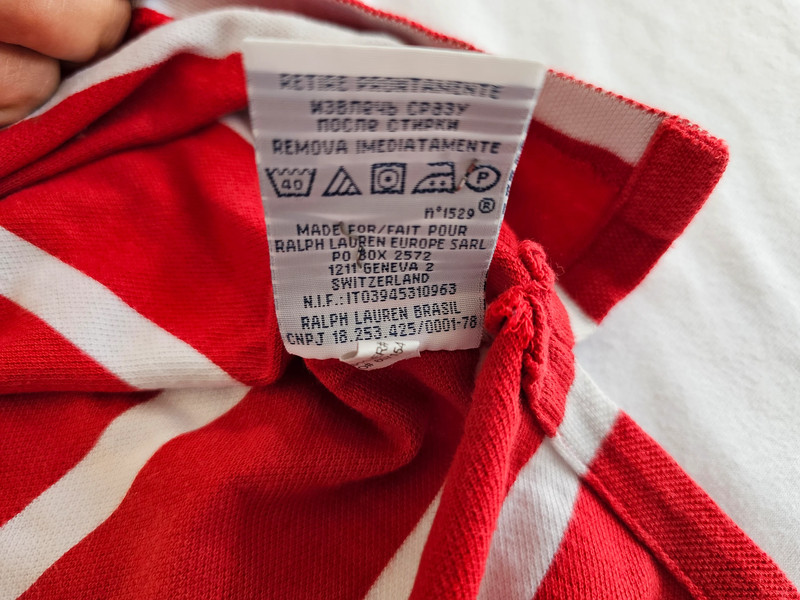 RETIRE PRONTAMENTE
ИЗВЛЕЧЬ СРАЗУ
ПОСЛЕ СТИРКИ
REMOVA IMEDIATAMENTE
40 P
n°1529 ®
MADE FOR/FAIT POUR
RALPH LAUREN EUROPE SARL
PO BOX 2572
1211 GENEVA 2
SWITZERLAND
N.I.F.:IT03945310963
RALPH LAUREN BRASIL
CNPJ 18.253.425/0001-78